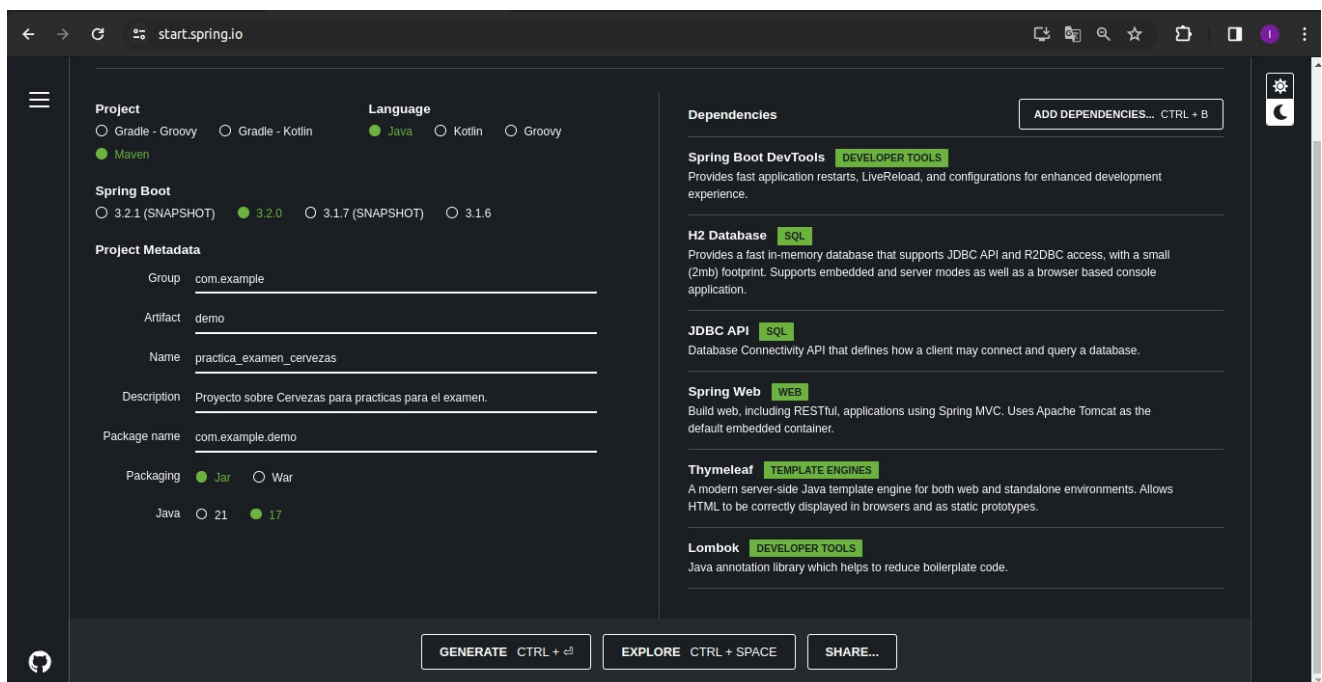 start.spring.io
Project
Gradle - Groovy Gradle - Kotlin
Maven
Language
Java Kotlin Groovy
Spring Boot
3.2.1 (SNAPSHOT) 3.2.0 3.1.7 (SNAPSHOT) 3.1.6
Project Metadata
Group com.example
Artifact demo
Name practica_examen_cervezas
Description Proyecto sobre Cervezas para practicas para el examen.
Package name com.example.demo
Packaging Jar War
Java 21 17
Dependencies
ADD DEPENDENCIES... CTRL + B
Spring Boot DevTools DEVELOPER TOOLS
Provides fast application restarts, LiveReload, and configurations for enhanced development
experience.
H2 Database SQL
Provides a fast in-memory database that supports JDBC API and R2DBC access, with a small
(2mb) footprint. Supports embedded and server modes as well as a browser based console
application.
JDBC API SQL
Database Connectivity API that defines how a client may connect and query a database.
Spring Web WEB
Build web, including RESTful, applications using Spring MVC. Uses Apache Tomcat as the
default embedded container.
Thymeleaf TEMPLATE ENGINES
A modern server-side Java template engine for both web and standalone environments. Allows
HTML to be correctly displayed in browsers and as static prototypes.
Lombok DEVELOPER TOOLS
Java annotation library which helps to reduce boilerplate code.
GENERATE CTRL + ⏎
EXPLORE CTRL + SPACE
SHARE...